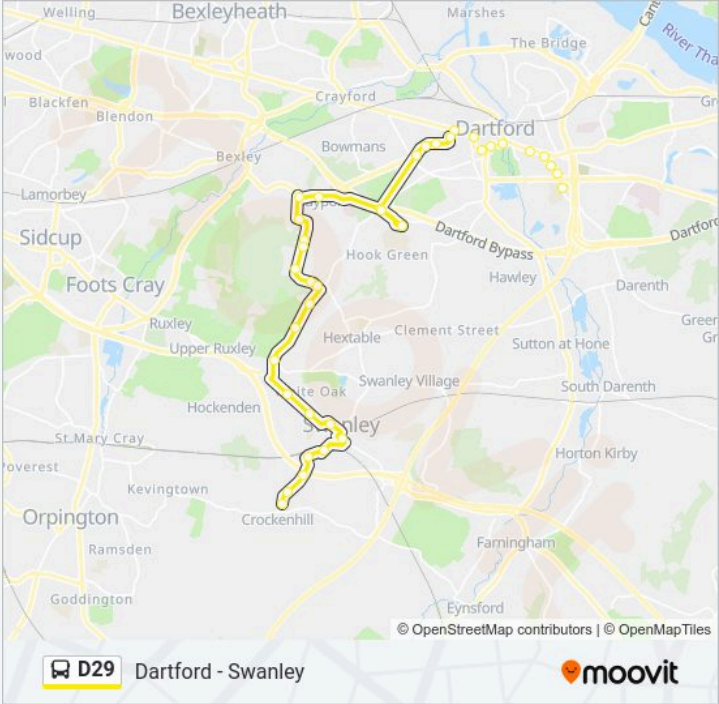 Welling
Bexleyheath
Marshes
wood
The Bridge
River Tha
Crayford
Blackfen
Blendon
Dartford
Bowmans
Bexley
Lamorbey
Sidcup
Dartford Bypass
Dartford
Hook Green
Hawley
Foots Cray
Darenth
Ruxley
Clement Street
Green
Gr
Hextable
Sutton at Hone
Upper Ruxley
Swanley Village
South Darenth
ite Oak
Hockenden
Swanley
St Mary Cray
Horton Kirby
Poverest
Kevingtown
Orpington
Crockenhill
Ramsden
Farningham
Goddington
Eynsford
© OpenStreetMap contributors | © OpenMapTiles
D29 Dartford - Swanley
moovit